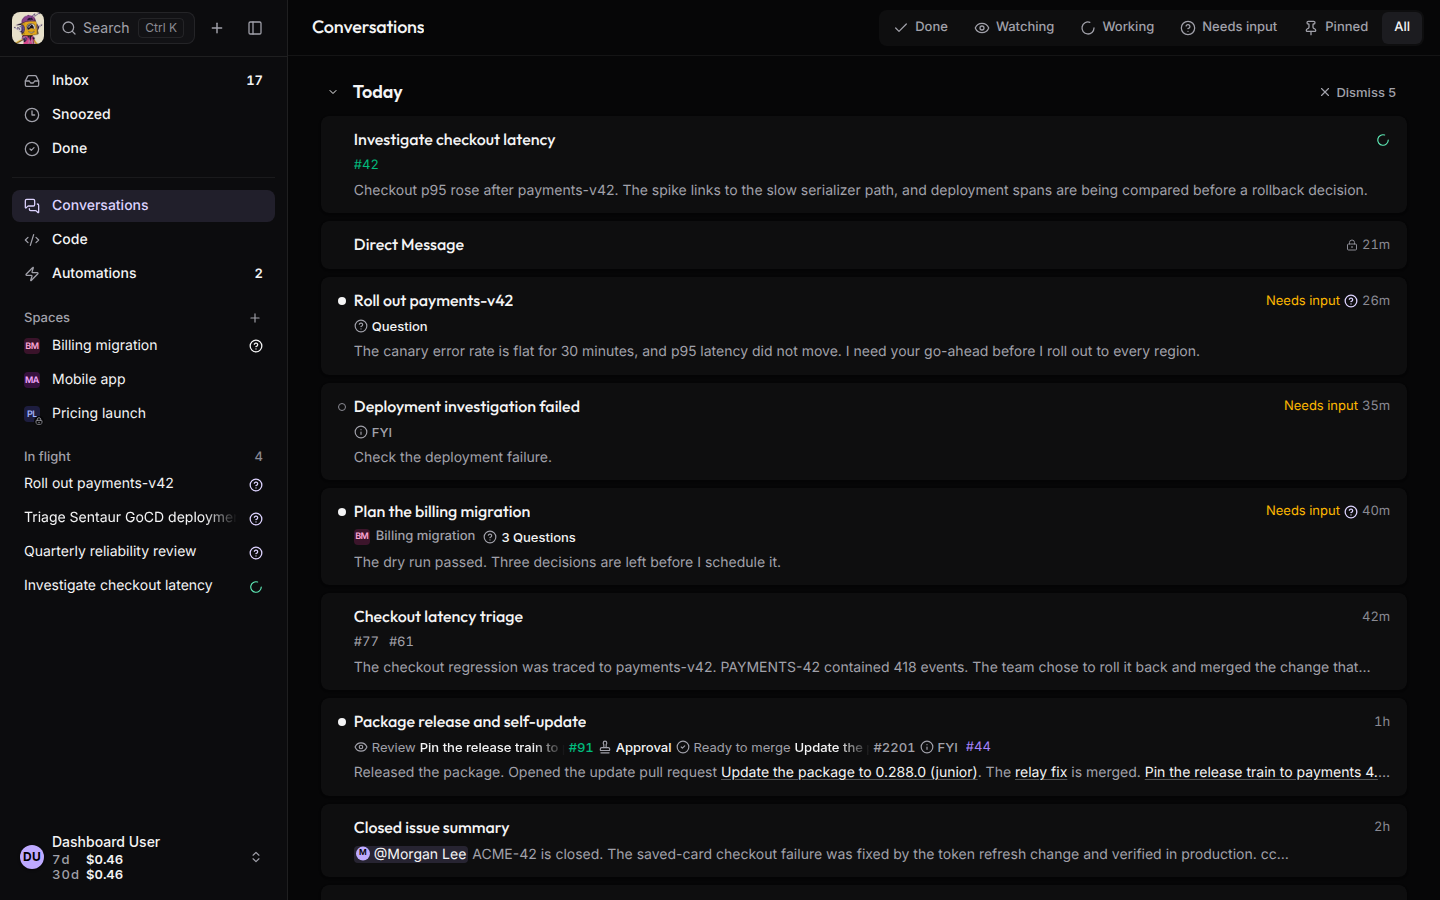 Search Ctrl K
Inbox 17
Snoozed
Done
Conversations
Code
Automations 2
Spaces
BM Billing migration
MA Mobile app
PL Pricing launch
In flight 4
Roll out payments-v42
Triage Sentaur GoCD deployme
Quarterly reliability review
Investigate checkout latency
DU Dashboard User
7d $0.46
30d $0.46
Conversations
Done Watching Working Needs input Pinned All
Today Dismiss 5
Investigate checkout latency
#42
Checkout p95 rose after payments-v42. The spike links to the slow serializer path, and deployment spans are being compared before a rollback decision.
Direct Message 21m
Roll out payments-v42 Needs input 26m
Question
The canary error rate is flat for 30 minutes, and p95 latency did not move. I need your go-ahead before I roll out to every region.
Deployment investigation failed Needs input 35m
FYI
Check the deployment failure.
Plan the billing migration Needs input 40m
BM Billing migration 3 Questions
The dry run passed. Three decisions are left before I schedule it.
Checkout latency triage 42m
#77 #61
The checkout regression was traced to payments-v42. PAYMENTS-42 contained 418 events. The team chose to roll it back and merged the change that...
Package release and self-update 1h
Review Pin the release train to #91 Approval Ready to merge Update the #2201 FYI #44
Released the package. Opened the update pull request Update the package to 0.288.0 (junior). The relay fix is merged. Pin the release train to payments 4....
Closed issue summary 2h
M @Morgan Lee ACME-42 is closed. The saved-card checkout failure was fixed by the token refresh change and verified in production. cc...